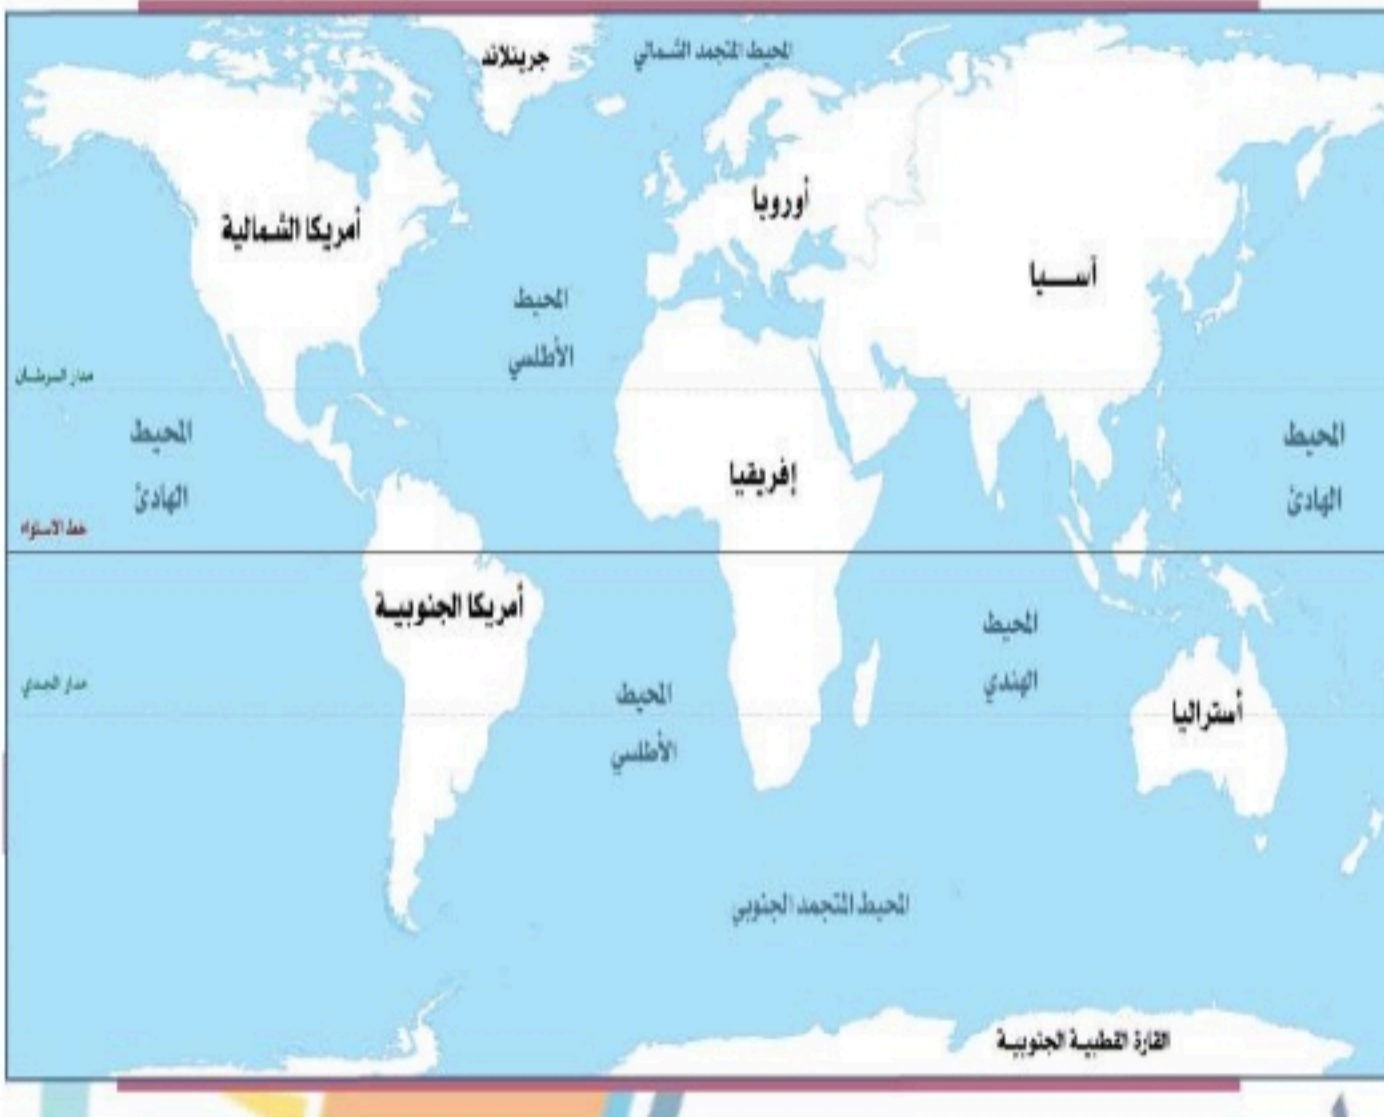 جرينلاند
المحيط المتجمد الشمالي
أوروبا
أمريكا الشمالية
آسيا
المحيط
الأطلسي
مدار السرطان
المحيط
الهادئ
إفريقيا
المحيط
الهادئ
خط الاستواء
أمريكا الجنوبية
المحيط
الهندي
مدار الجدي
المحيط
الأطلسي
أستراليا
المحيط المتجمد الجنوبي
القارة القطبية الجنوبية